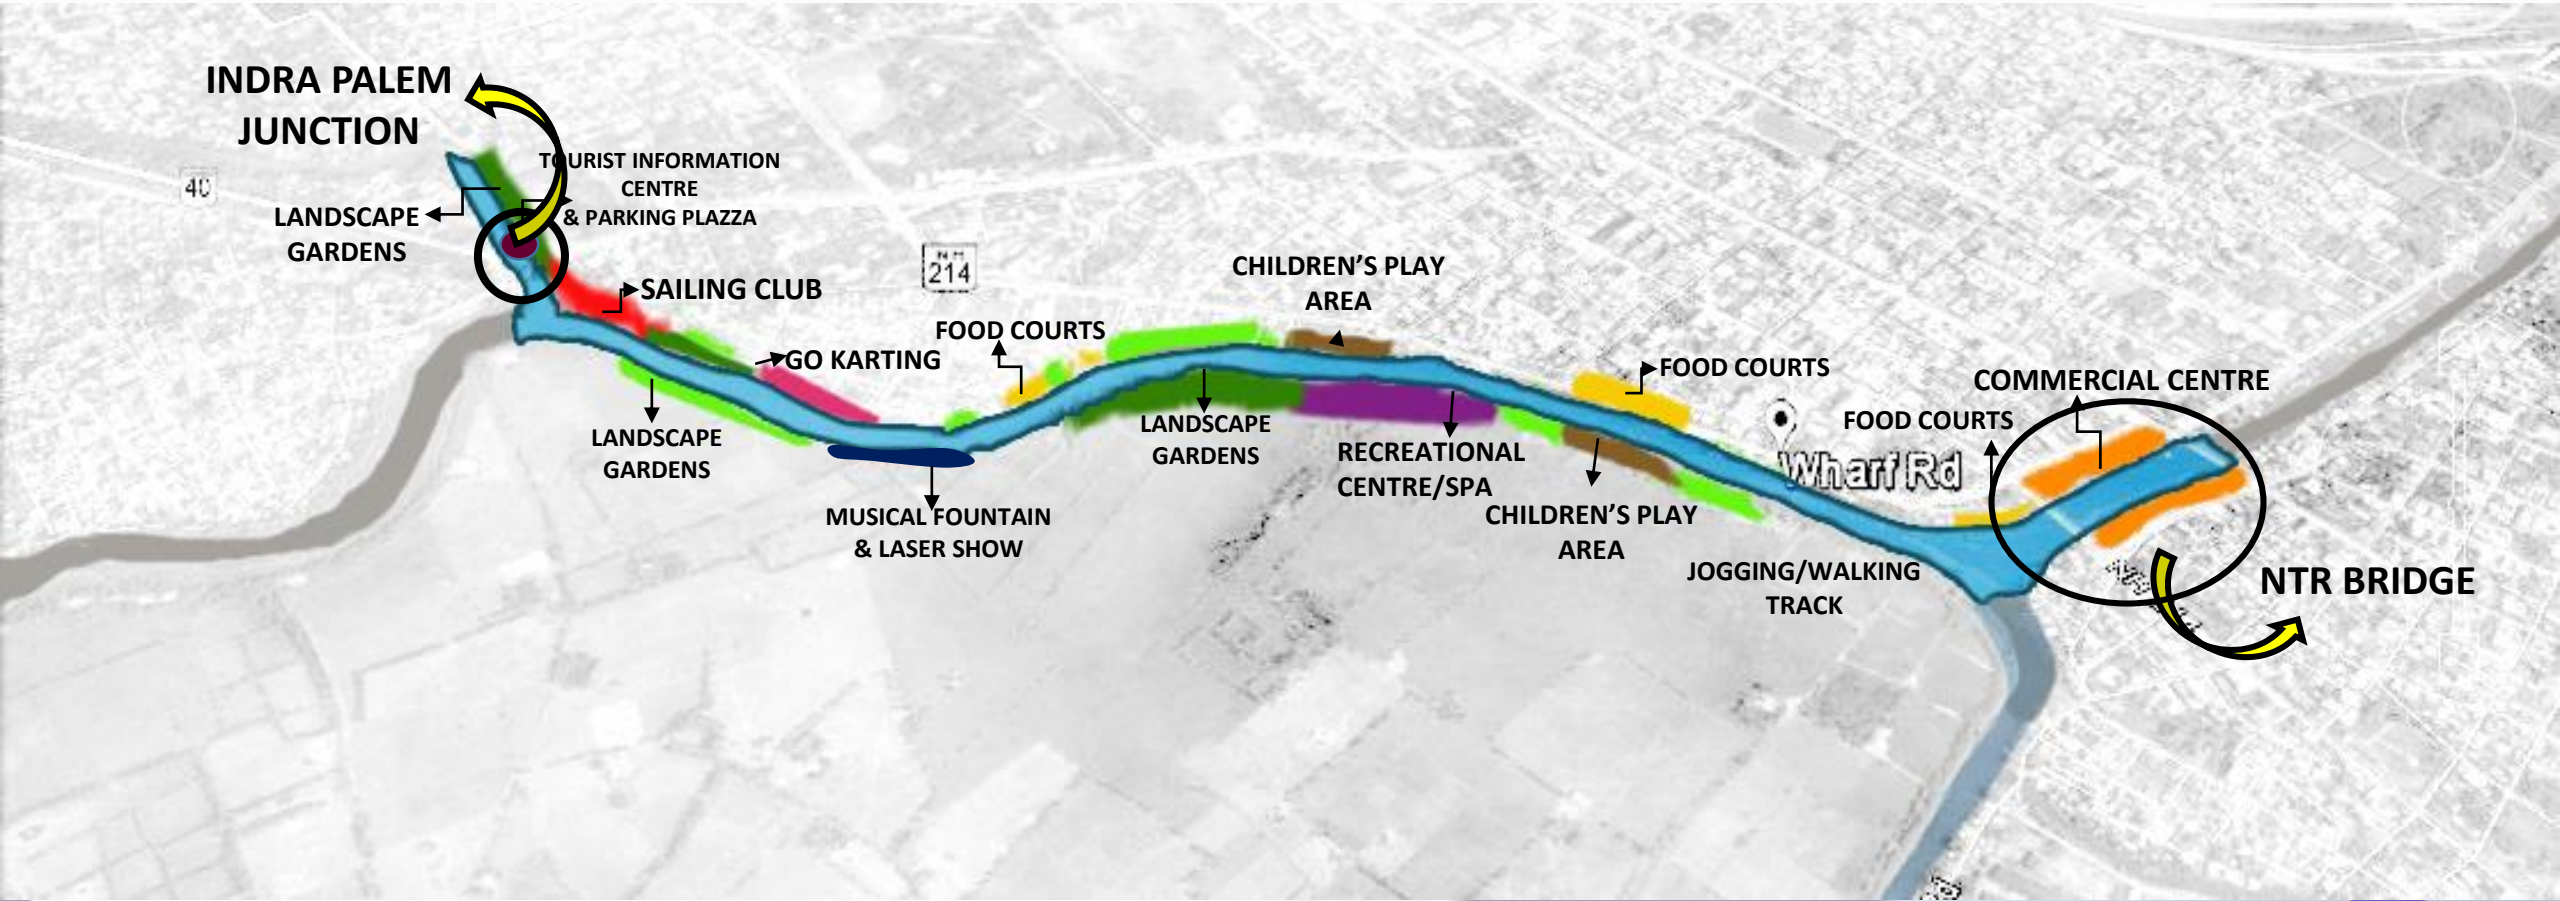 INDRA PALEM
JUNCTION
TOURIST INFORMATION
CENTRE
& PARKING PLAZZA
40
LANDSCAPE
GARDENS
SAILING CLUB
N H
214
CHILDREN'S PLAY
AREA
FOOD COURTS
GO KARTING
FOOD COURTS
COMMERCIAL CENTRE
FOOD COURTS
LANDSCAPE
GARDENS
LANDSCAPE
GARDENS
RECREATIONAL
CENTRE/SPA
Wharf Rd
MUSICAL FOUNTAIN
& LASER SHOW
CHILDREN'S PLAY
AREA
JOGGING/WALKING
TRACK
NTR BRIDGE